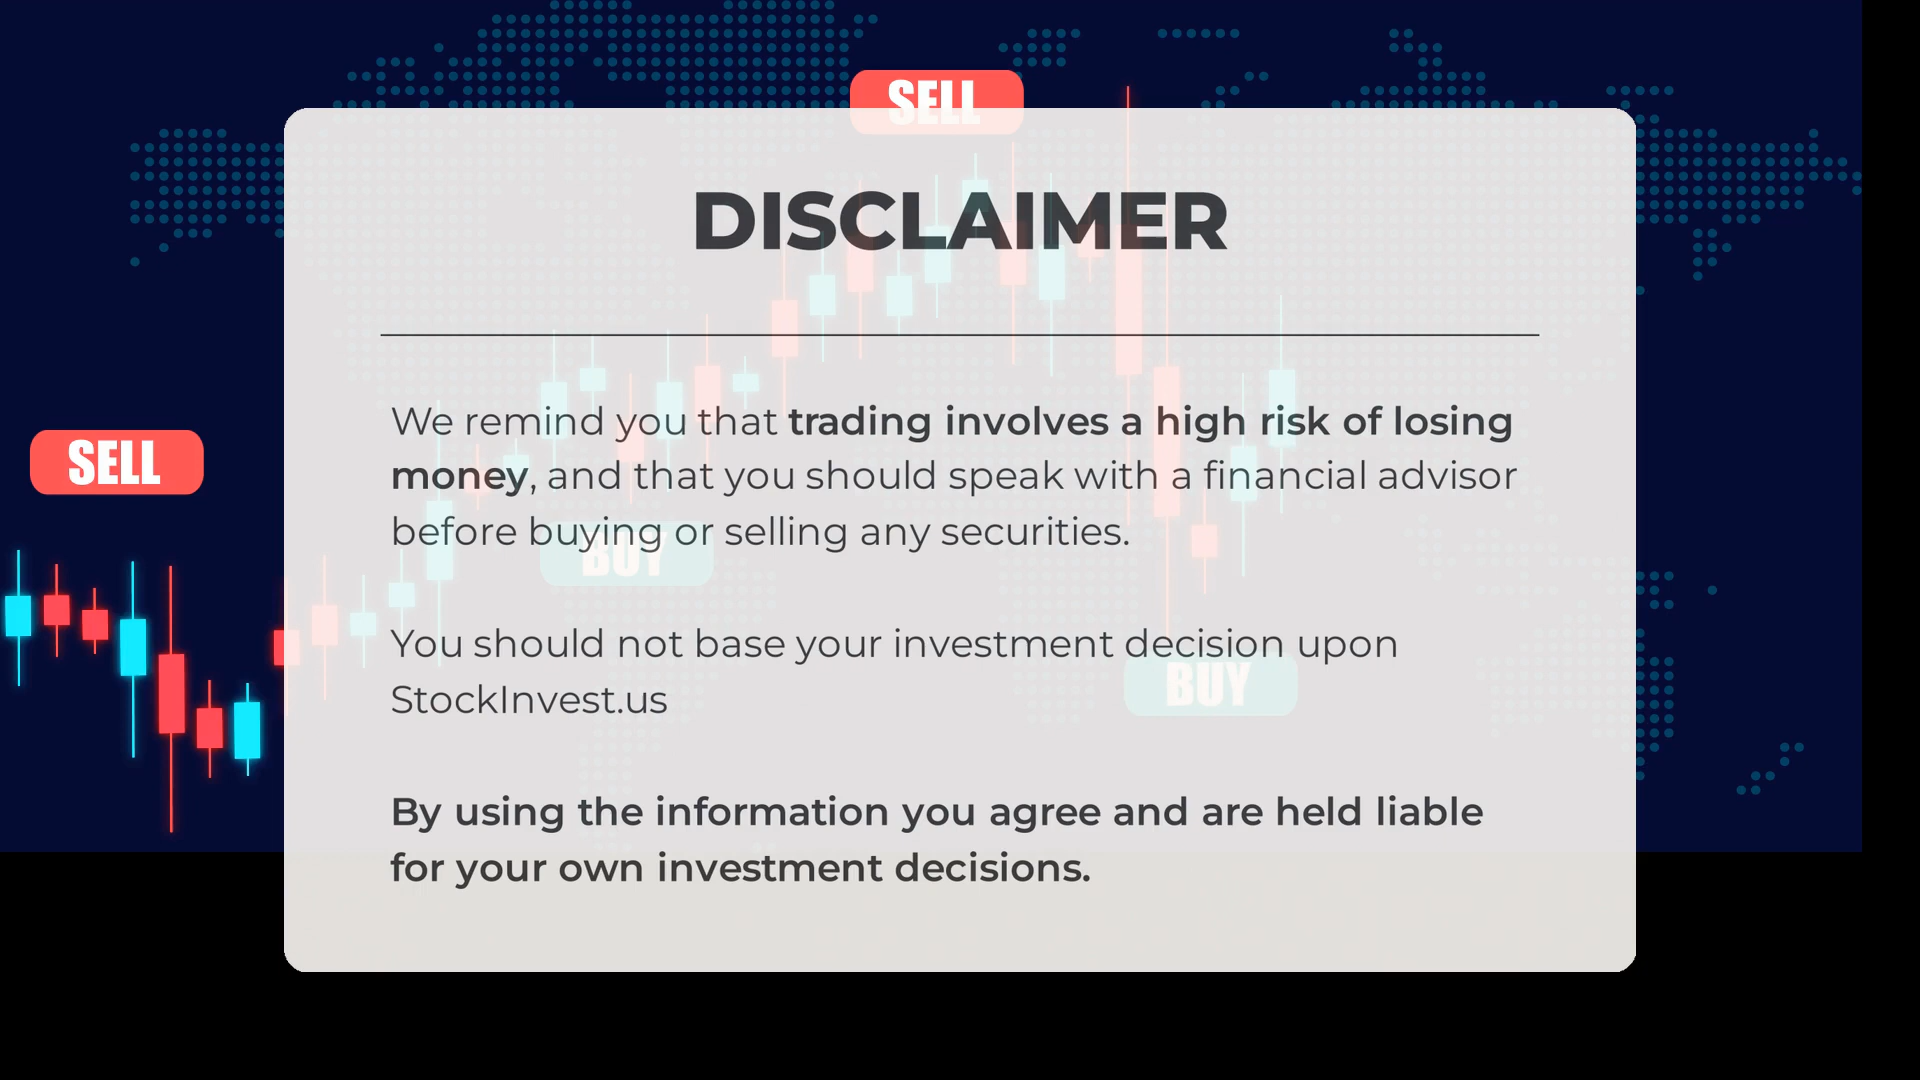 SELL
DISCLAIMER
We remind you that trading involves a high risk of losing
money, and that you should speak with a financial advisor
before buying or selling any securities.
SELL
BUY
You should not base your investment decision upon
StockInvest.us
BUY
By using the information you agree and are held liable
for your own investment decisions.